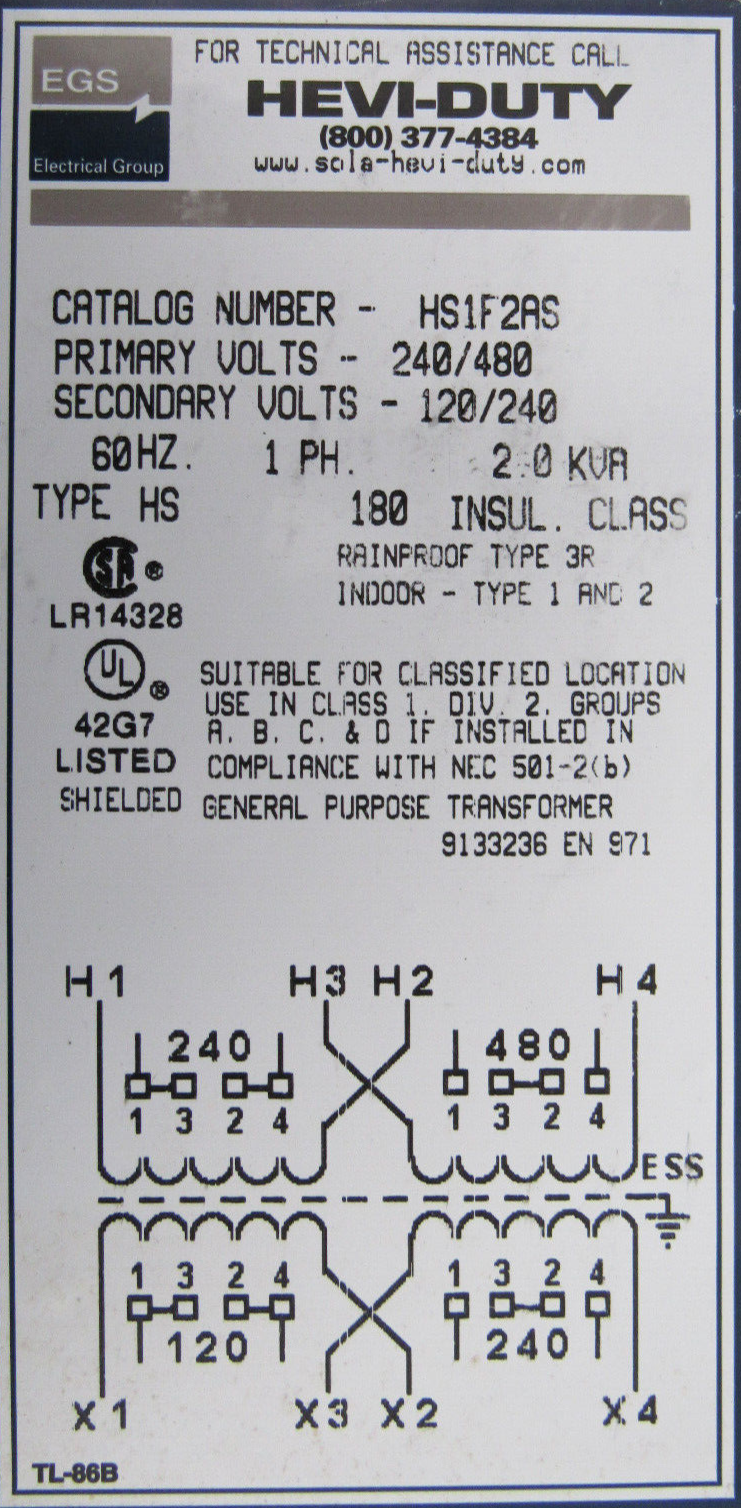 EGS
Electrical Group
FOR TECHNICAL ASSISTANCE CALL
HEVI-DUTY
(800) 377-4384
www.sola-hevi-duty.com
CATALOG NUMBER - HS1F2AS
PRIMARY VOLTS - 240/480
SECONDARY VOLTS - 120/240
60HZ. 1 PH. 2.0 KVA
TYPE HS 180 INSUL. CLASS
RAINPROOF TYPE 3R
INDOOR - TYPE 1 AND 2
SA ®
LR14328
UL ®
42G7
LISTED
SHIELDED
SUITABLE FOR CLASSIFIED LOCATION
USE IN CLASS 1. DIV. 2. GROUPS
A. B. C. & D IF INSTALLED IN
COMPLIANCE WITH NEC 501-2(b)
GENERAL PURPOSE TRANSFORMER
9133236 EN 971
H1 H3 H2 H4
240 480
1 3 2 4 1 3 2 4
ESS
1 3 2 4 1 3 2 4
120 240
X1 X3 X2 X4
TL-86B